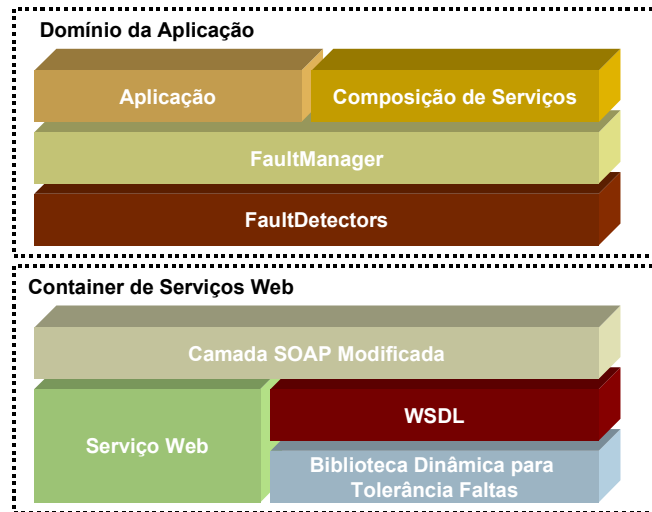 Domínio da Aplicação
Aplicação
Composição de Serviços
FaultManager
FaultDetectors
Container de Serviços Web
Camada SOAP Modificada
WSDL
Serviço Web
Biblioteca Dinâmica para
Tolerância Faltas